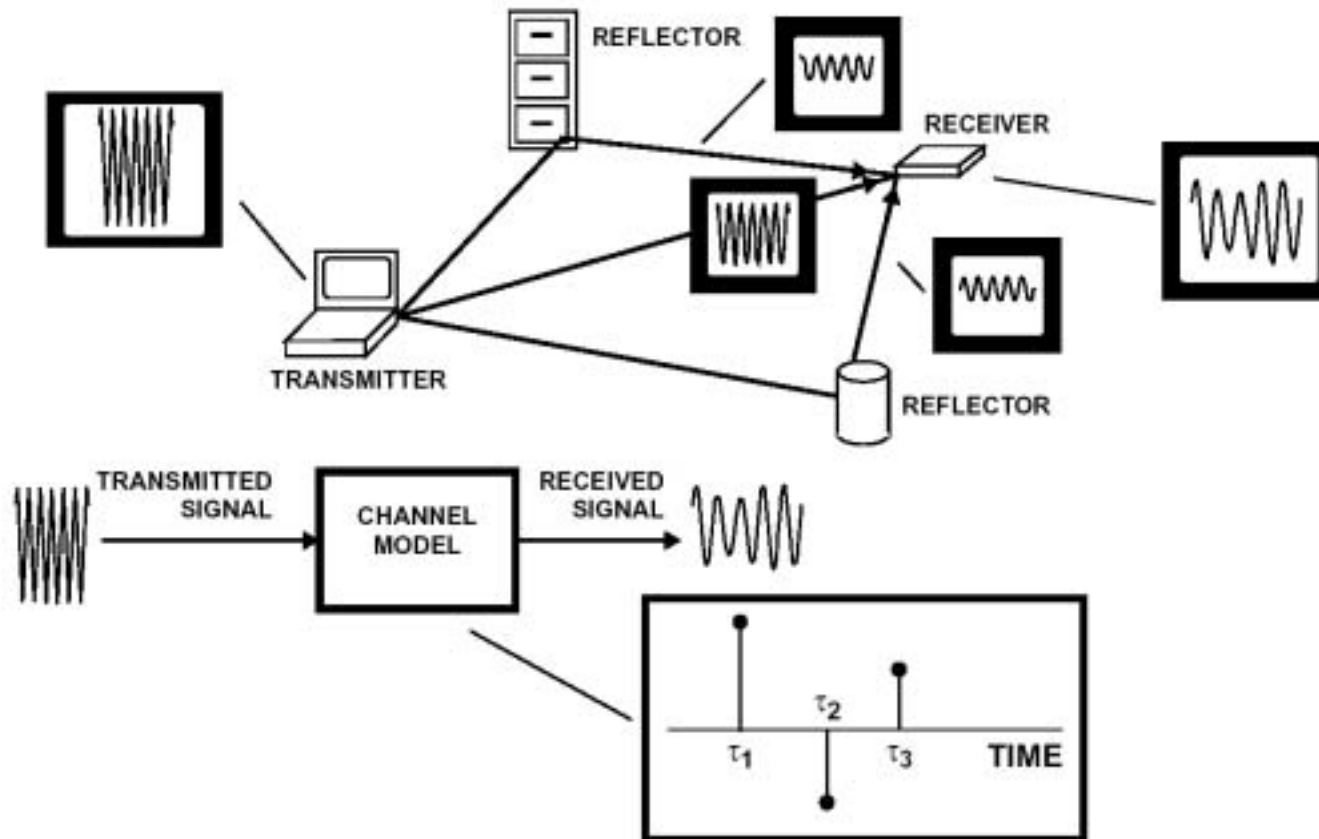 REFLECTOR
RECEIVER
TRANSMITTER
REFLECTOR
TRANSMITTED
SIGNAL
CHANNEL
MODEL
RECEIVED
SIGNAL
τ2
τ1
τ3
TIME